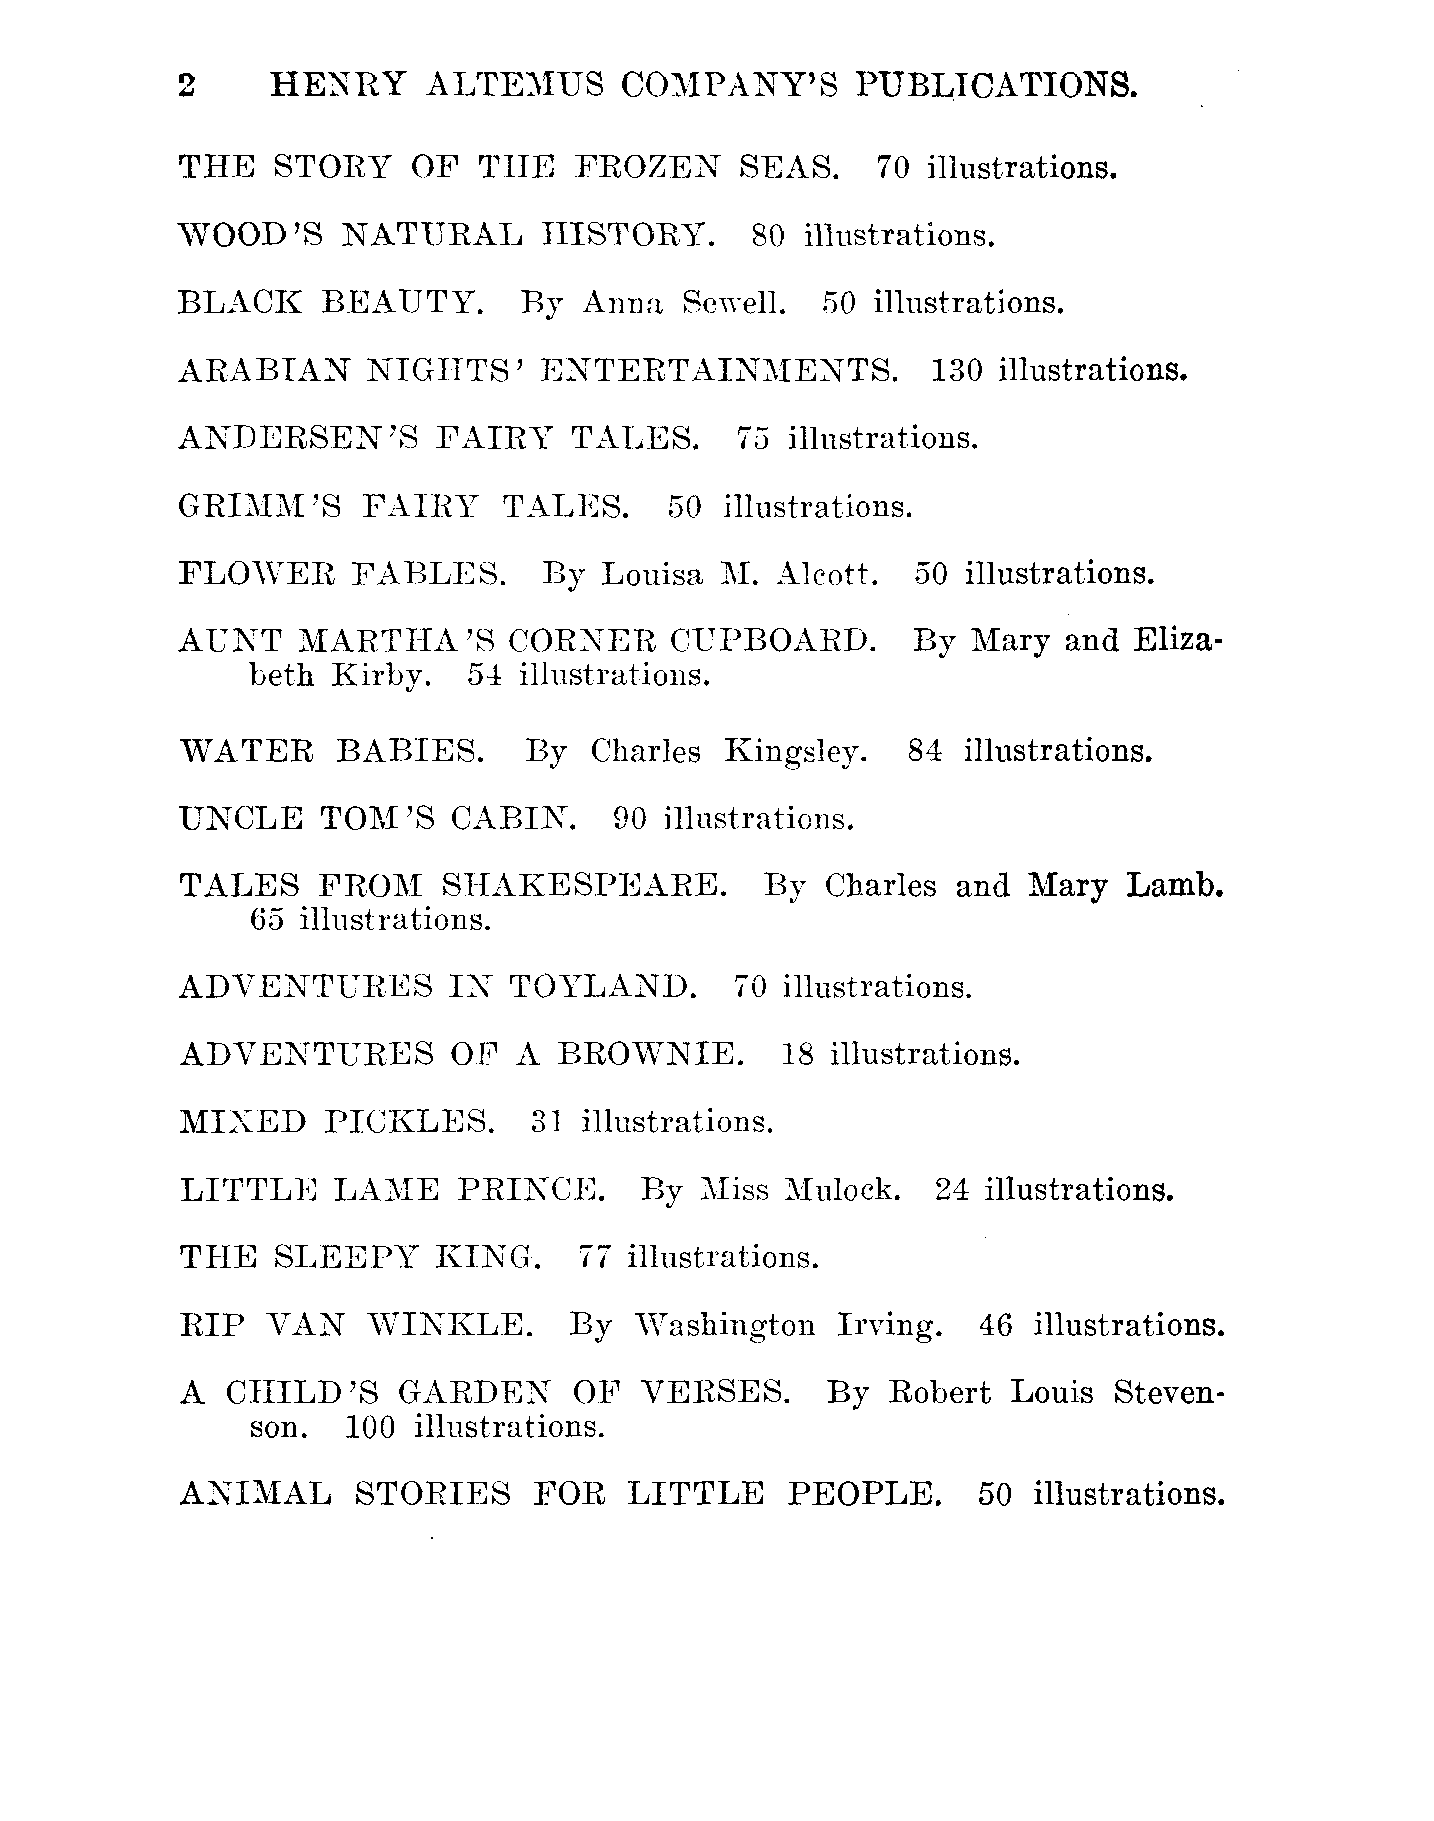 2 HENRY ALTEMUS COMPANY'S PUBLICATIONS.
THE STORY OF THE FROZEN SEAS. 70 illustrations.
WOOD'S NATURAL HISTORY. 80 illustrations.
BLACK BEAUTY. By Anna Sewell. 50 illustrations.
ARABIAN NIGHTS' ENTERTAINMENTS. 130 illustrations.
ANDERSEN'S FAIRY TALES. 75 illustrations.
GRIMM'S FAIRY TALES. 50 illustrations.
FLOWER FABLES. By Louisa M. Alcott. 50 illustrations.
AUNT MARTHA'S CORNER CUPBOARD. By Mary and Eliza-
beth Kirby. 54 illustrations.
WATER BABIES. By Charles Kingsley. 84 illustrations.
UNCLE TOM'S CABIN. 90 illustrations.
TALES FROM SHAKESPEARE. By Charles and Mary Lamb.
65 illustrations.
ADVENTURES IN TOYLAND. 70 illustrations.
ADVENTURES OF A BROWNIE. 18 illustrations.
MIXED PICKLES. 31 illustrations.
LITTLE LAME PRINCE. By Miss Mulock. 24 illustrations.
THE SLEEPY KING. 77 illustrations.
RIP VAN WINKLE. By Washington Irving. 46 illustrations.
A CHILD'S GARDEN OF VERSES. By Robert Louis Steven-
son. 100 illustrations.
ANIMAL STORIES FOR LITTLE PEOPLE. 50 illustrations.